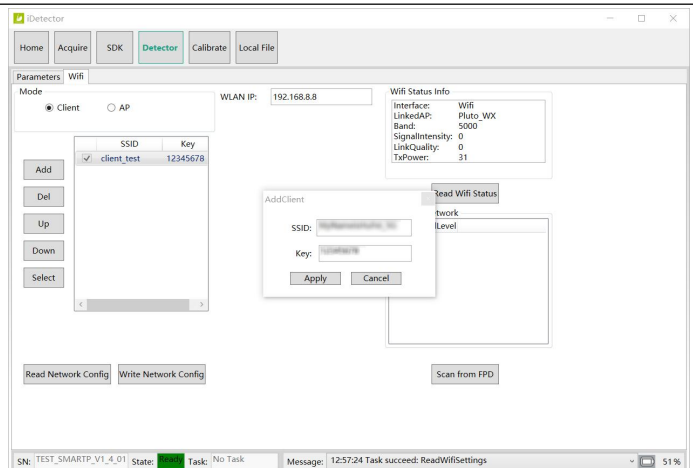 iDetector
Home Acquire SDK Detector Calibrate Local File
Parameters Wifi
Mode
Client AP
WLAN IP: 192.168.8.8
SSID Key
client_test 12345678
Add
Del
Up
Down
Select
Wifi Status Info
Interface: Wifi
LinkedAP: Pluto_WX
Band: 5000
SignalIntensity: 0
LinkQuality: 0
TxPower: 31
Read Wifi Status
twork
lLevel
AddClient
SSID:
Key:
Apply Cancel
Read Network Config Write Network Config
Scan from FPD
SN: TEST_SMARTP_V1_4_01 State: Ready Task: No Task Message: 12:57:24 Task succeed: ReadWifiSettings 51%